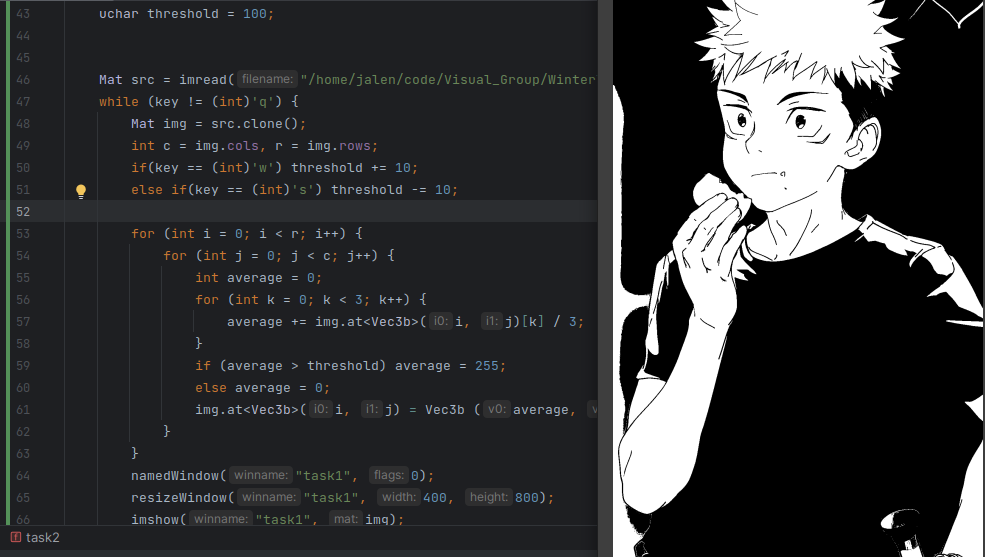 43 uchar threshold = 100;
44
45
46 Mat src = imread( filename: "/home/jalen/code/Visual_Group/Winter
47 while (key != (int)'q') {
48 Mat img = src.clone();
49 int c = img.cols, r = img.rows;
50 if(key == (int)'w') threshold += 10;
51 else if(key == (int)'s') threshold -= 10;
52
53 for (int i = 0; i < r; i++) {
54 for (int j = 0; j < c; j++) {
55 int average = 0;
56 for (int k = 0; k < 3; k++) {
57 average += img.at<Vec3b>( i0: i, i1: j)[k] / 3;
58 }
59 if (average > threshold) average = 255;
60 else average = 0;
61 img.at<Vec3b>( i0: i, i1: j) = Vec3b ( v0: average, v
62 }
63 }
64 namedWindow( winname: "task1", flags: 0);
65 resizeWindow( winname: "task1", width: 400, height: 800);
66 imshow( winname: "task1", mat: img);
f task2